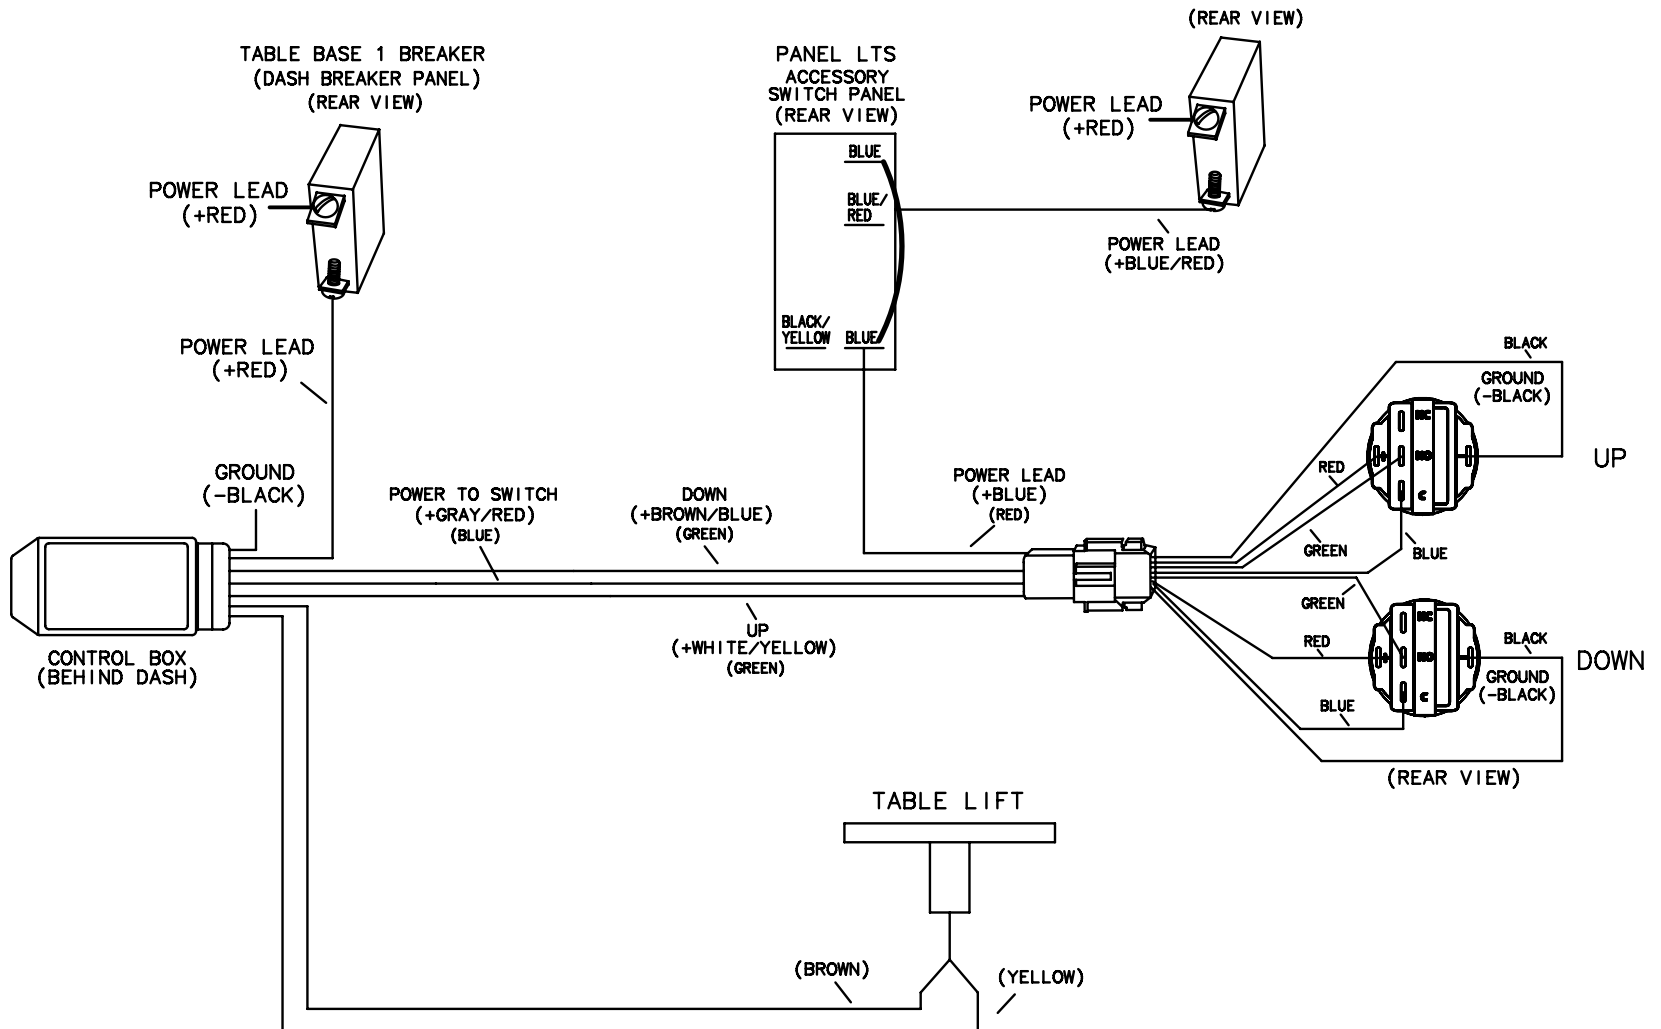 (REAR VIEW)
TABLE BASE 1 BREAKER
(DASH BREAKER PANEL)
(REAR VIEW)
PANEL LTS
ACCESSORY
SWITCH PANEL
(REAR VIEW)
POWER LEAD
(+RED)
POWER LEAD
(+RED)
BLUE
BLUE/
RED
BLACK/
YELLOW
BLUE
POWER LEAD
(+BLUE/RED)
POWER LEAD
(+RED)
BLACK
GROUND
(-BLACK)
NC
NO
C
UP
RED
GREEN
BLUE
GROUND
(-BLACK)
POWER TO SWITCH
(+GRAY/RED)
(BLUE)
DOWN
(+BROWN/BLUE)
(GREEN)
POWER LEAD
(+BLUE)
(RED)
UP
(+WHITE/YELLOW)
(GREEN)
CONTROL BOX
(BEHIND DASH)
GREEN
RED
BLUE
NC
NO
C
BLACK
GROUND
(-BLACK)
DOWN
(REAR VIEW)
TABLE LIFT
(BROWN)
(YELLOW)